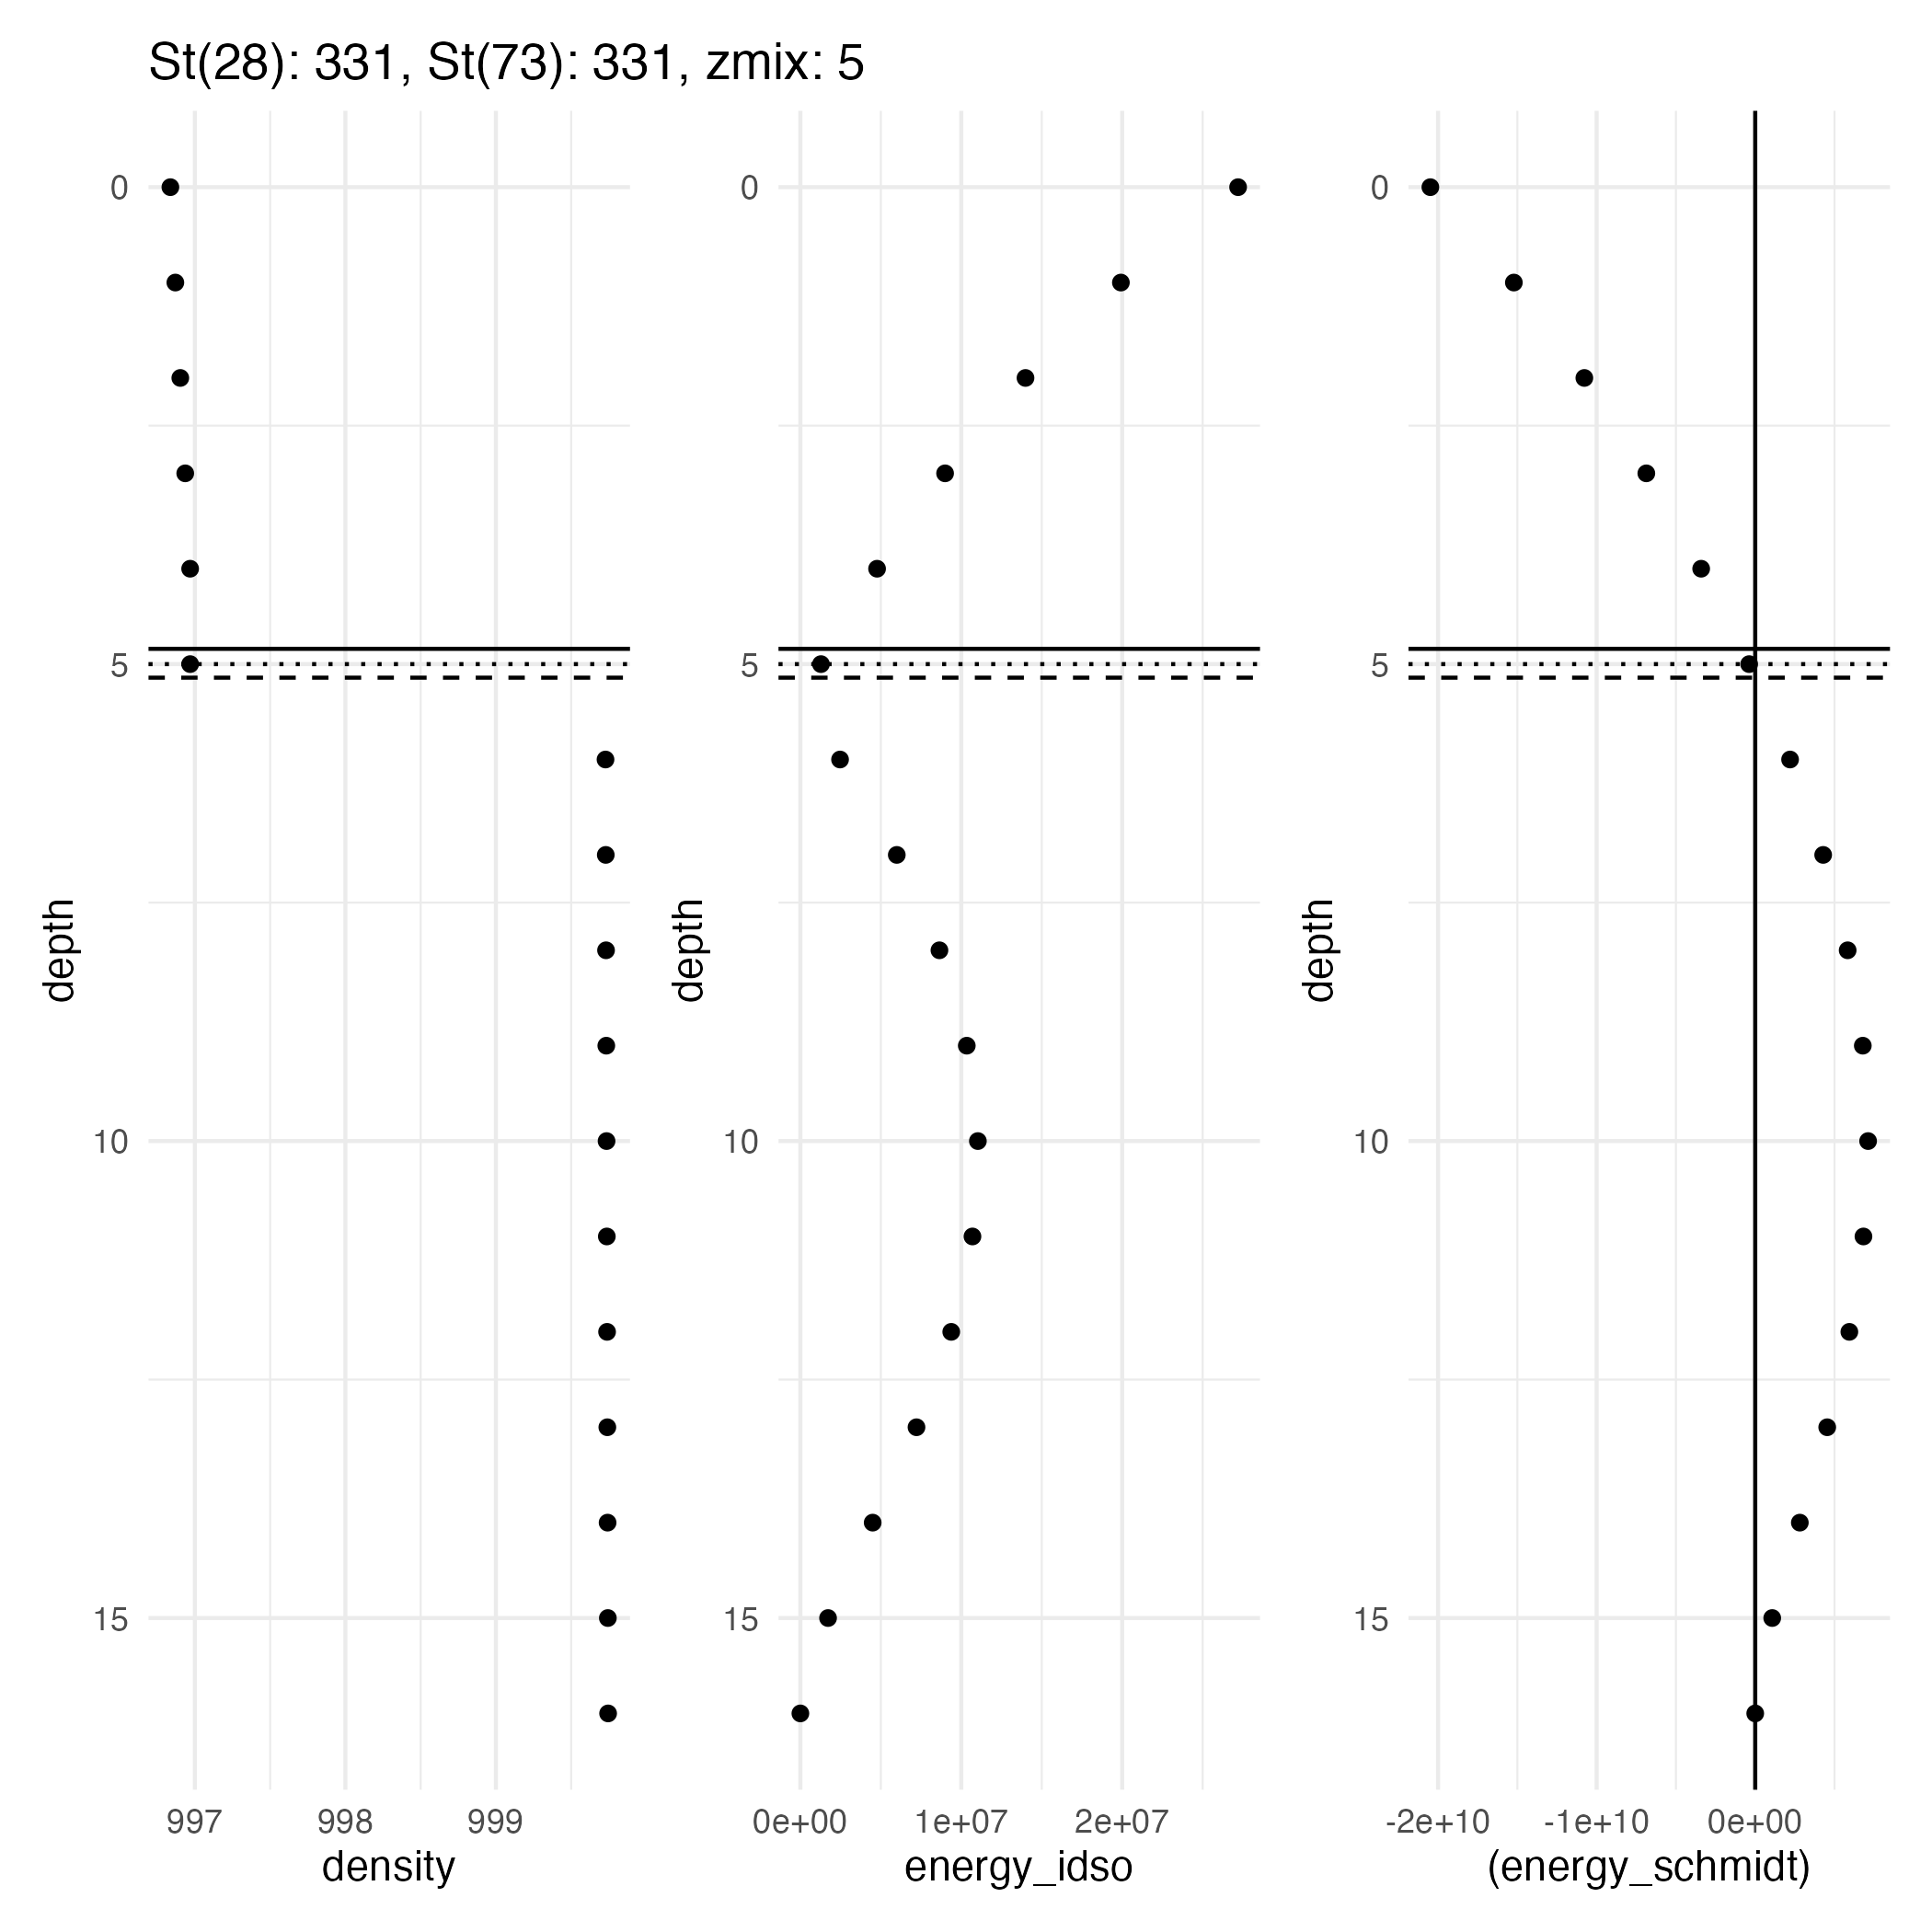 St(28): 331, St(73): 331, zmix: 5
depth
0
5
10
15
997 998 999
density
depth
0
5
10
15
0e+00 1e+07 2e+07
energy_idso
depth
0
5
10
15
-2e+10 -1e+10 0e+00
(energy_schmidt)